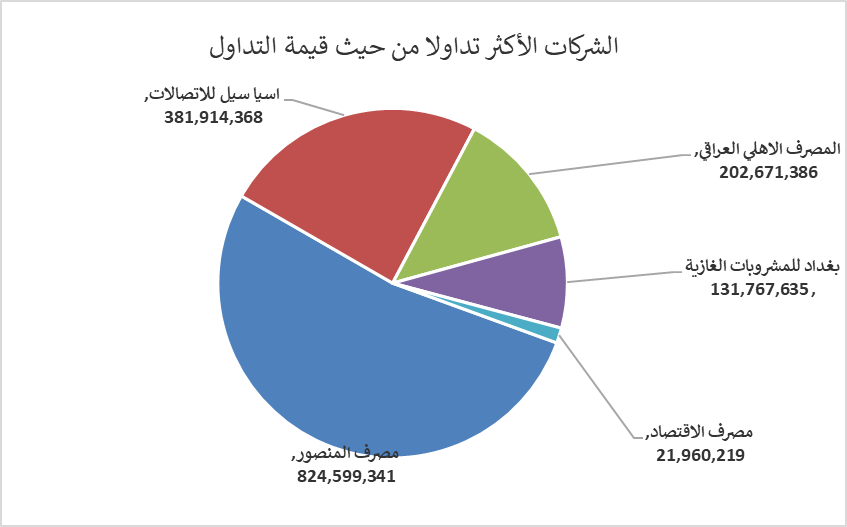 الشركات الأكثر تداولا من حيث قيمة التداول
اسيا سيل للاتصالات,
381,914,368
المصرف الاهلي العراقي,
202,671,386
بغداد للمشروبات الغازية
, 131,767,635
مصرف الاقتصاد,
21,960,219
مصرف المنصور,
824,599,341